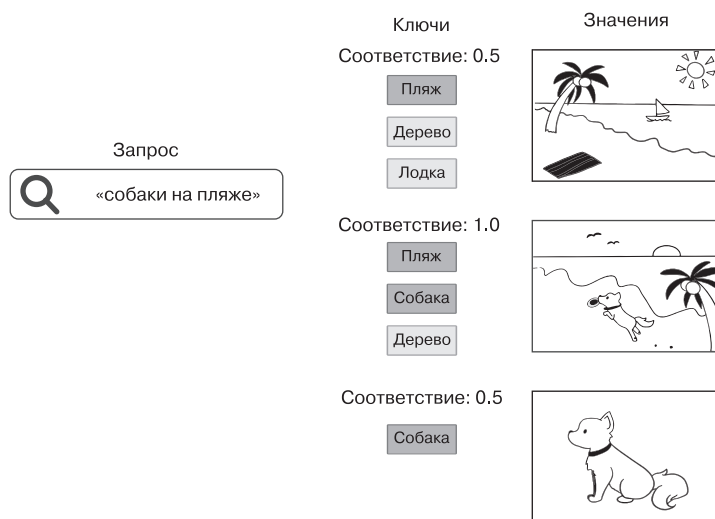 Ключи
Значения
Соответствие: 0.5
Пляж
Дерево
Лодка
Запрос
«собаки на пляже»
Соответствие: 1.0
Пляж
Собака
Дерево
Соответствие: 0.5
Собака